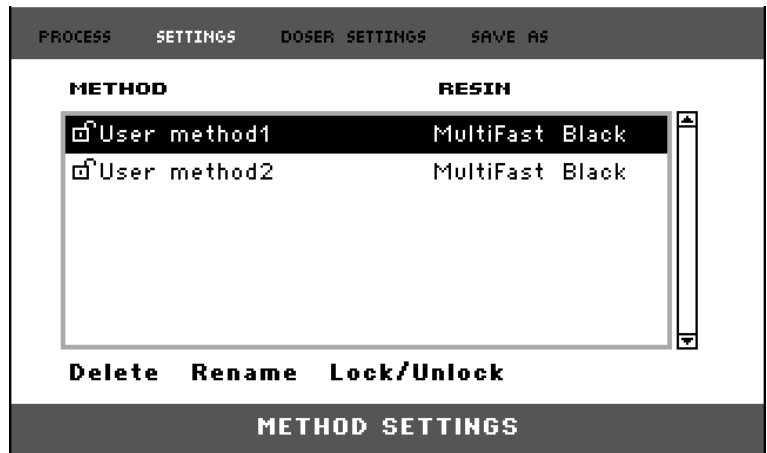 PROCESS SETTINGS DOSER SETTINGS SAVE AS
METHOD RESIN
User method1 MultiFast Black
User method2 MultiFast Black
Delete Rename Lock/Unlock
METHOD SETTINGS